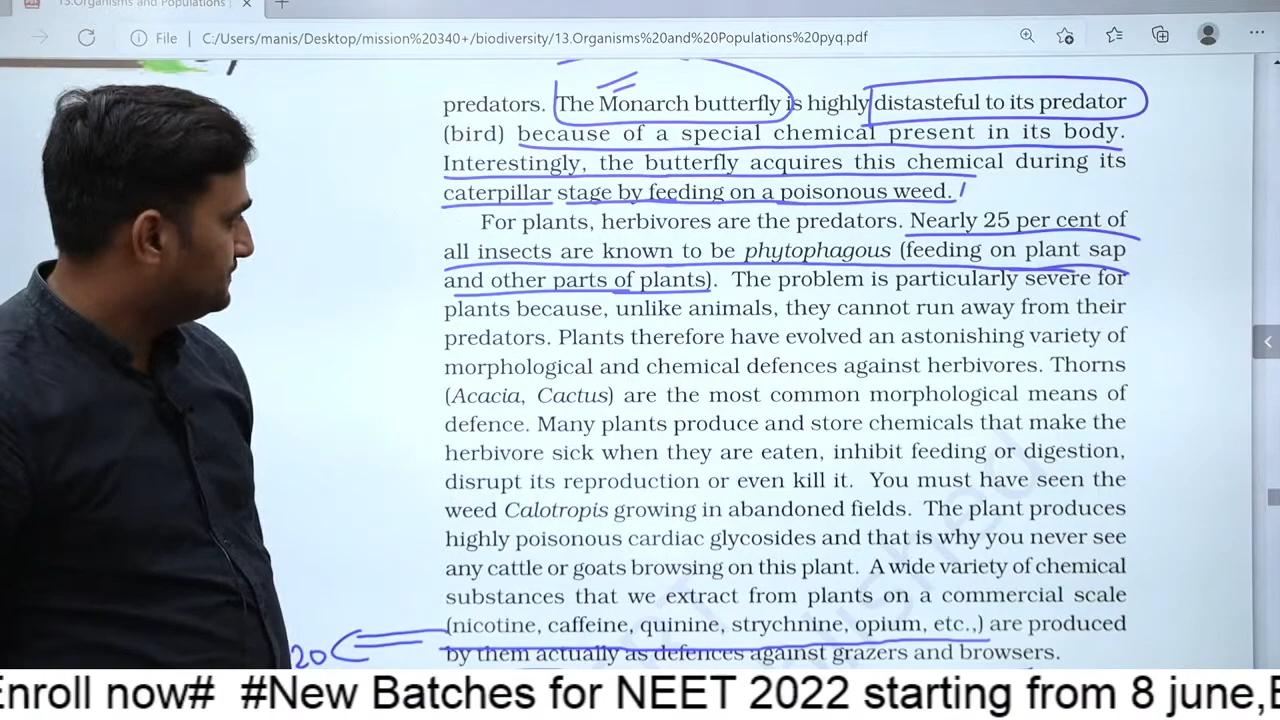 13.Organisms and Populations
File
C:/Users/manis/Desktop/mission%20340+/biodiversity/13.Organisms%20and%20Populations%20pyq.pdf
predators. The Monarch butterfly is highly distasteful to its predator
(bird) because of a special chemical present in its body.
Interestingly, the butterfly acquires this chemical during its
caterpillar stage by feeding on a poisonous weed.
For plants, herbivores are the predators. Nearly 25 per cent of
all insects are known to be phytophagous (feeding on plant sap
and other parts of plants). The problem is particularly severe for
plants because, unlike animals, they cannot run away from their
predators. Plants therefore have evolved an astonishing variety of
morphological and chemical defences against herbivores. Thorns
(Acacia, Cactus) are the most common morphological means of
defence. Many plants produce and store chemicals that make the
herbivore sick when they are eaten, inhibit feeding or digestion,
disrupt its reproduction or even kill it. You must have seen the
weed Calotropis growing in abandoned fields. The plant produces
highly poisonous cardiac glycosides and that is why you never see
any cattle or goats browsing on this plant. A wide variety of chemical
substances that we extract from plants on a commercial scale
(nicotine, caffeine, quinine, strychnine, opium, etc.,) are produced
by them actually as defences against grazers and browsers.
20
Enroll now# #New Batches for NEET 2022 starting from 8 june,E